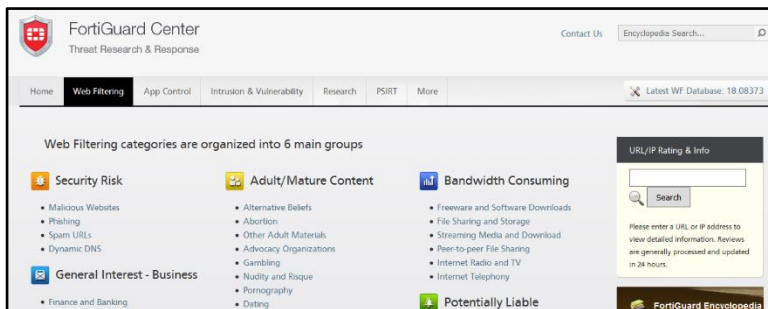 FortiGuard Center
Threat Research & Response
Contact Us
Encyclopedia Search...
Home Web Filtering App Control Intrusion & Vulnerability Research PSIRT More
Latest WF Database: 18.08373
Web Filtering categories are organized into 6 main groups
Security Risk
• Malicious Websites
• Phishing
• Spam URLs
• Dynamic DNS
General Interest - Business
• Finance and Banking
Adult/Mature Content
• Alternative Beliefs
• Abortion
• Other Adult Materials
• Advocacy Organizations
• Gambling
• Nudity and Risque
• Pornography
• Dating
Bandwidth Consuming
• Freeware and Software Downloads
• File Sharing and Storage
• Streaming Media and Download
• Peer-to-peer File Sharing
• Internet Radio and TV
• Internet Telephony
Potentially Liable
URL/IP Rating & Info
Search
Please enter a URL or IP address to
view detailed information. Reviews
are generally processed and updated
in 24 hours.
FortiGuard Encyclopedia